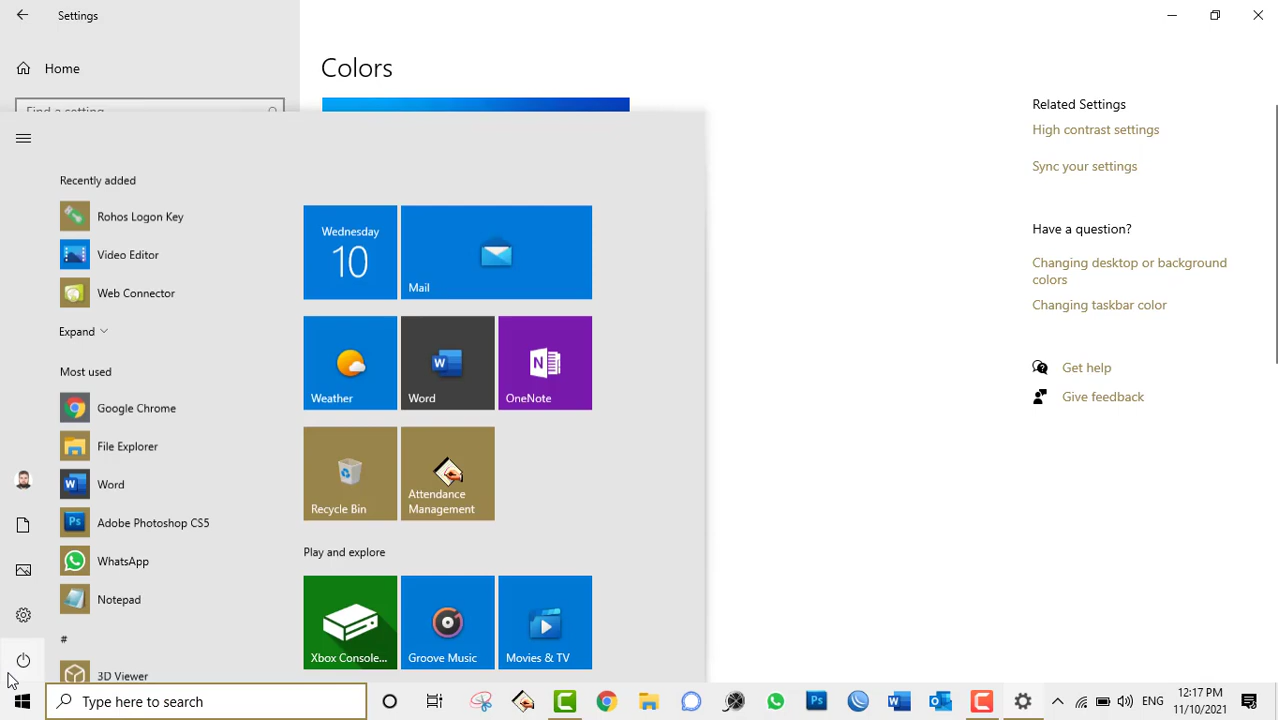 Settings
Home
Find a setting
Colors
Related Settings
High contrast settings
Sync your settings
Have a question?
Changing desktop or background
colors
Changing taskbar color
Get help
Give feedback
Recently added
Rohos Logon Key
Video Editor
Web Connector
Expand
Most used
Google Chrome
File Explorer
Word
Adobe Photoshop CS5
WhatsApp
Notepad
#
3D Viewer
Wednesday
10
Mail
Weather
Word
OneNote
Recycle Bin
Attendance
Management
Play and explore
Xbox Console...
Groove Music
Movies & TV
Type here to search
ENG
12:17 PM
11/10/2021